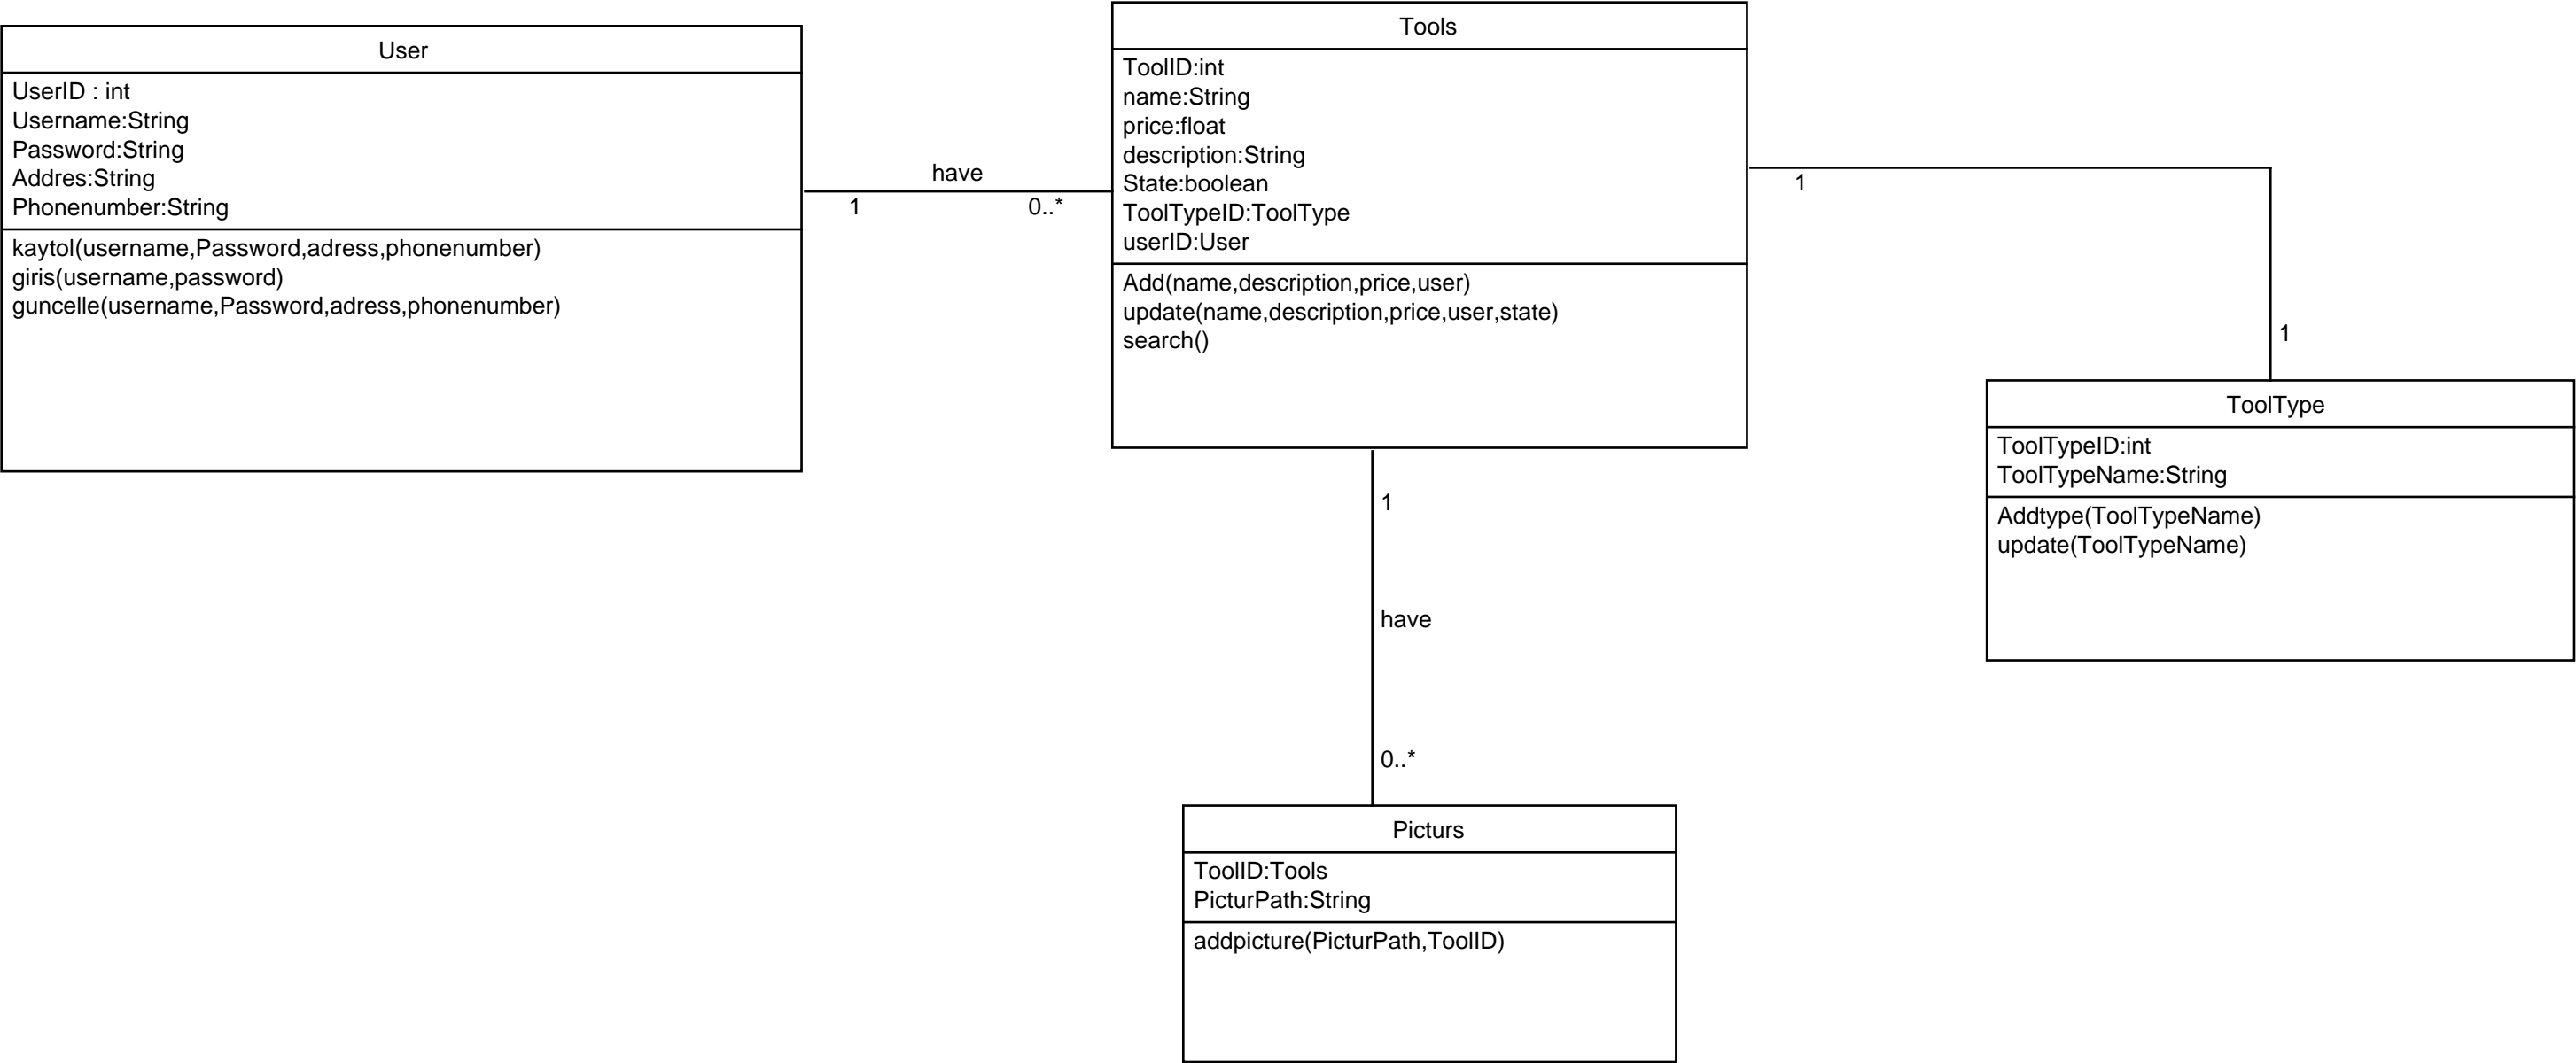 User
UserID : int
Username:String
Password:String
Addres:String
Phonenumber:String
kaytol(username,Password,adress,phonenumber)
giris(username,password)
guncelle(username,Password,adress,phonenumber)
have
1
0..*
Tools
ToolID:int
name:String
price:float
description:String
State:boolean
ToolTypeID:ToolType
userID:User
Add(name,description,price,user)
update(name,description,price,user,state)
search()
1
1
ToolType
ToolTypeID:int
ToolTypeName:String
Addtype(ToolTypeName)
update(ToolTypeName)
1
have
0..*
Picturs
ToolID:Tools
PicturPath:String
addpicture(PicturPath,ToolID)